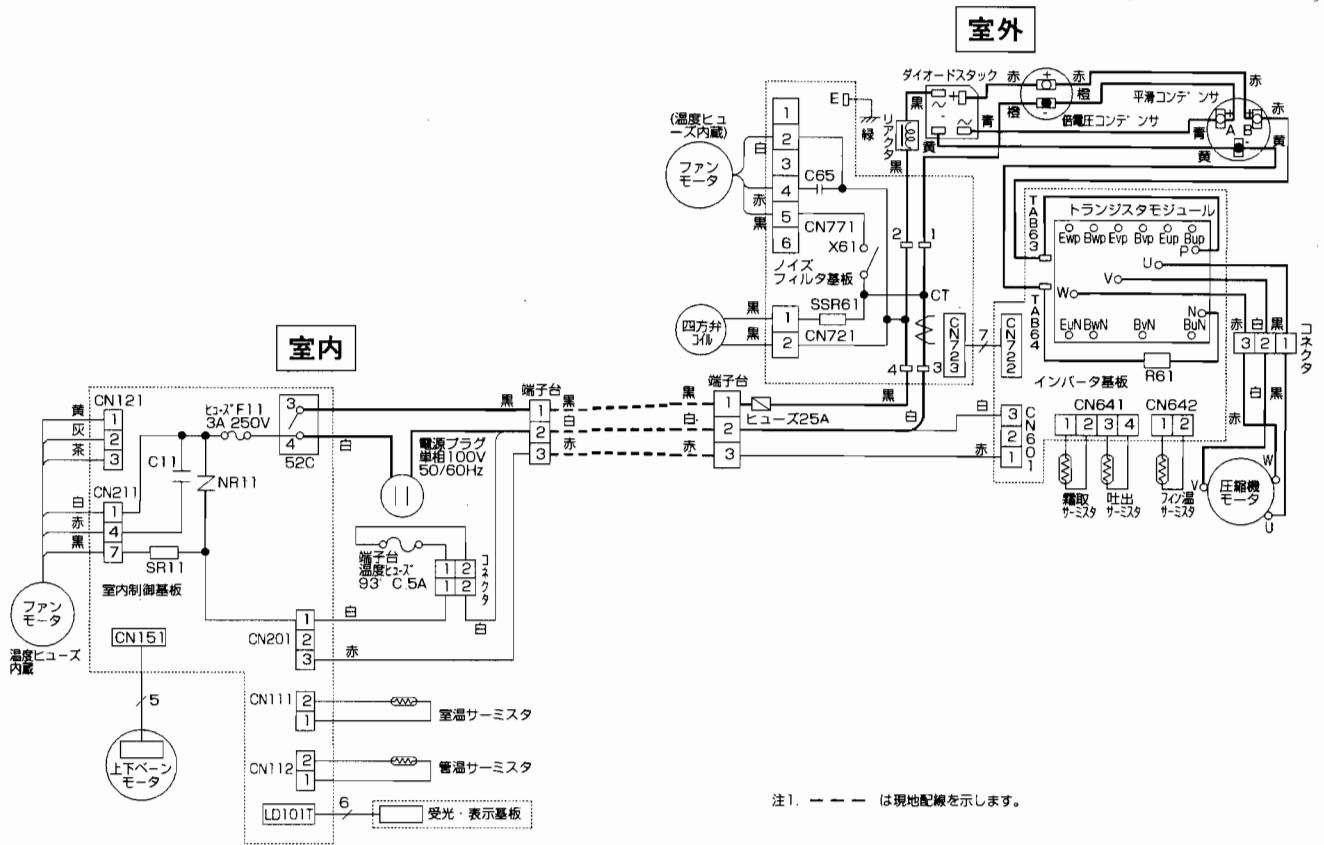 室外
ダイオードスタック
赤
赤
赤
橙
橙
平滑コンデンサ
倍電圧コンデンサ
赤
青
青
黄
黄
黄
黒
黒
リアクタ
E
緑
+
-
A
B
(温度ヒューズ内蔵)
ファンモータ
白
赤
黒
1
2
3
4
5
6
C65
CN771
X61
ノイズ
フィルタ基板
2
1
CT
SSR61
四方弁
コイル
黒
黒
1
2
CN721
CN723
7
CN722
4
3
TAB63
TAB64
トランジスタモジュール
Ewp Bwp Evp Bvp Eup Bup
P
U
V
W
N
EuN BwN BvN BuN
R61
インバータ基板
赤
白
黒
3 2 1
コネクタ
CN641
CN642
1 2 3 4
1 2
霜取サーミスタ
吐出サーミスタ
フィン温サーミスタ
赤
白
黒
圧縮機モータ
V
W
U
CN601
3
2
1
白
赤
端子台
1
2
3
ヒューズ25A
黒
白
室内
端子台
1
2
3
黒
黒
白
赤
黒
白
赤
CN121
1
2
3
黄
灰
茶
ヒューズF11
3A 250V
3
4
52C
黒
白
C11
NR11
CN211
1
4
7
白
赤
黒
SR11
室内制御基板
電源プラグ
単相100V
50/60Hz
端子台
温度ヒューズ
93°C 5A
1 2
1 2
コネクタ
白
白
赤
CN201
1
2
3
ファンモータ
温度ヒューズ
内蔵
CN151
5
上下ベーン
モータ
CN111
2
1
室温サーミスタ
CN112
2
1
管温サーミスタ
LD101T
6
受光・表示基板
注1. ――― は現地配線を示します。